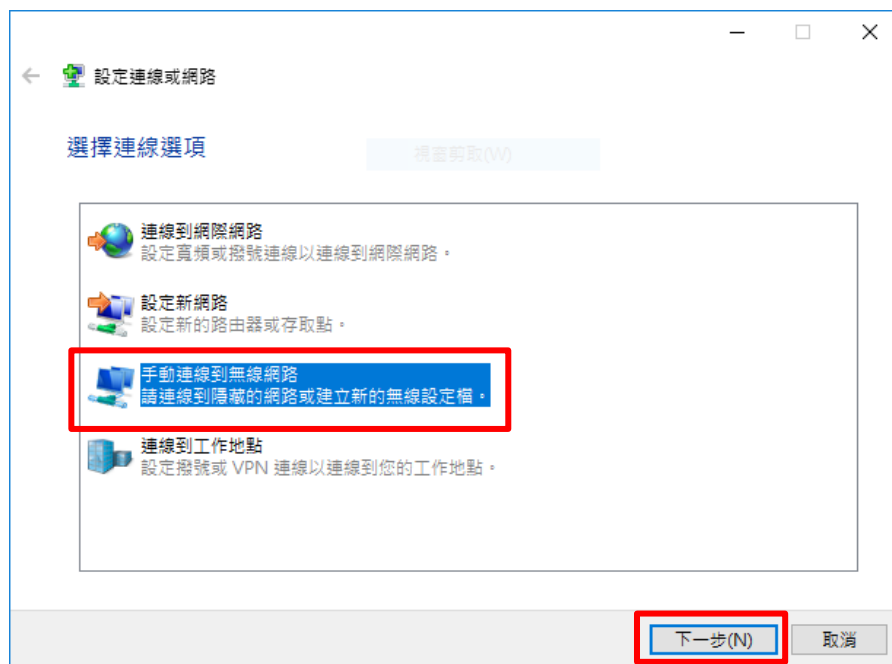 設定連線或網路
選擇連線選項
視窗剪取(W)
連線到網際網路
設定寬頻或撥號連線以連線到網際網路。
設定新網路
設定新的路由器或存取點。
手動連線到無線網路
請連線到隱藏的網路或建立新的無線設定檔。
連線到工作地點
設定撥號或 VPN 連線以連線到您的工作地點。
下一步(N)
取消